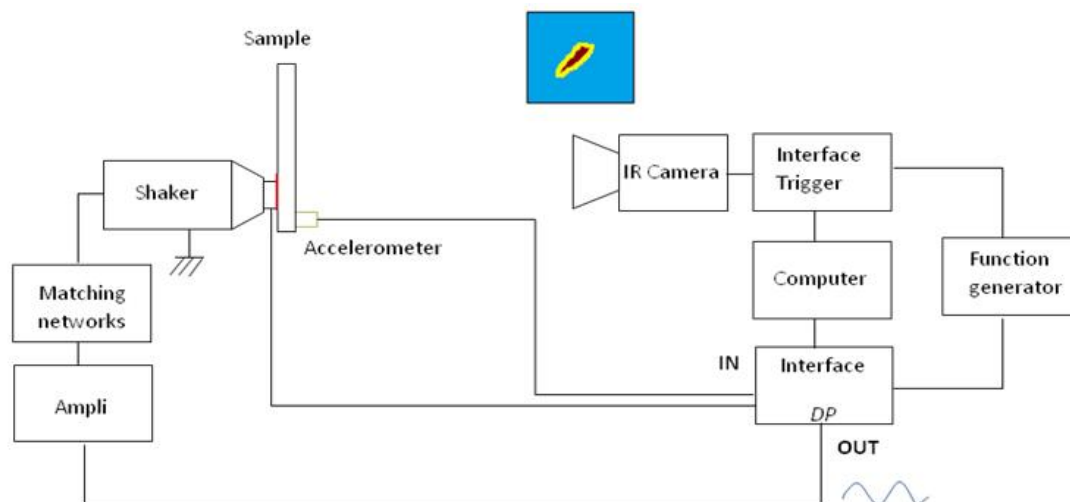 Sample
Shaker
IR Camera
Interface
Trigger
Accelerometer
Matching
networks
Computer
Function
generator
IN
Interface
Ampli
DP
OUT